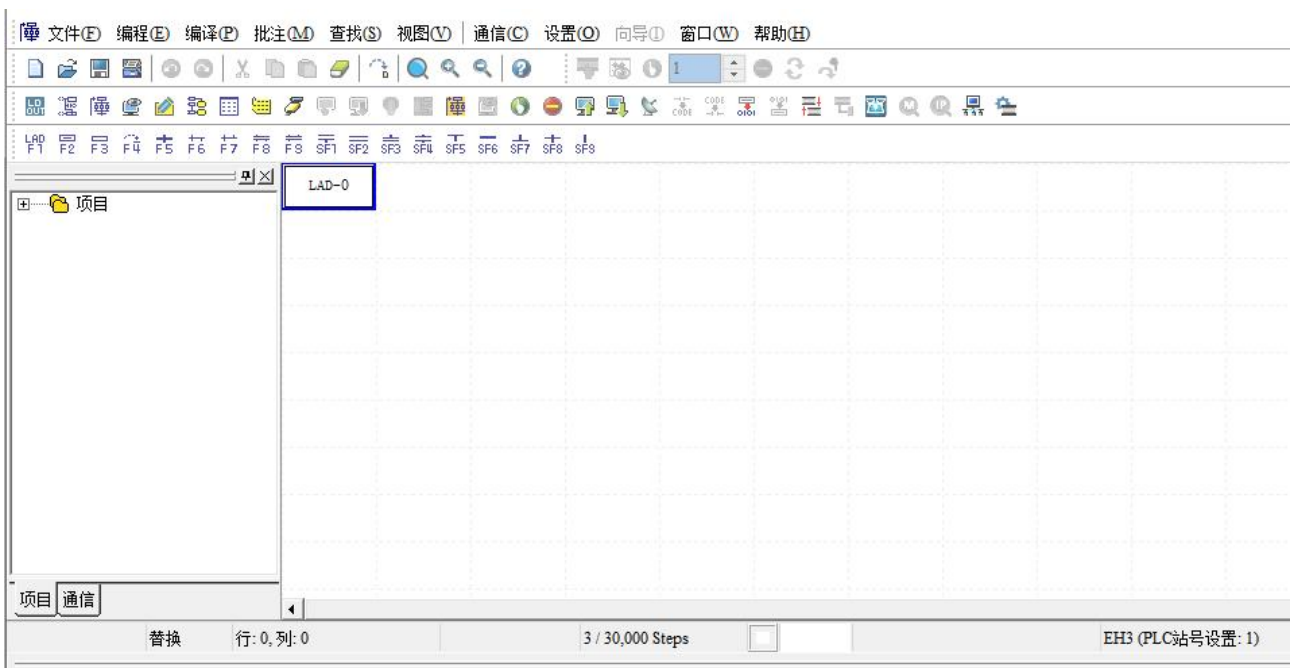 文件(F) 编程(E) 编译(P) 批注(M) 查找(S) 视图(V) 通信(C) 设置(O) 向导(I) 窗口(W) 帮助(H)
1
LAD F1 F2 F3 F4 F5 F6 F7 F8 F9 SF1 SF2 SF3 SF4 SF5 SF6 SF7 SF8 SF9
LAD-0
项目
项目 通信
替换 行: 0, 列: 0 3 / 30,000 Steps EH3 (PLC站号设置: 1)